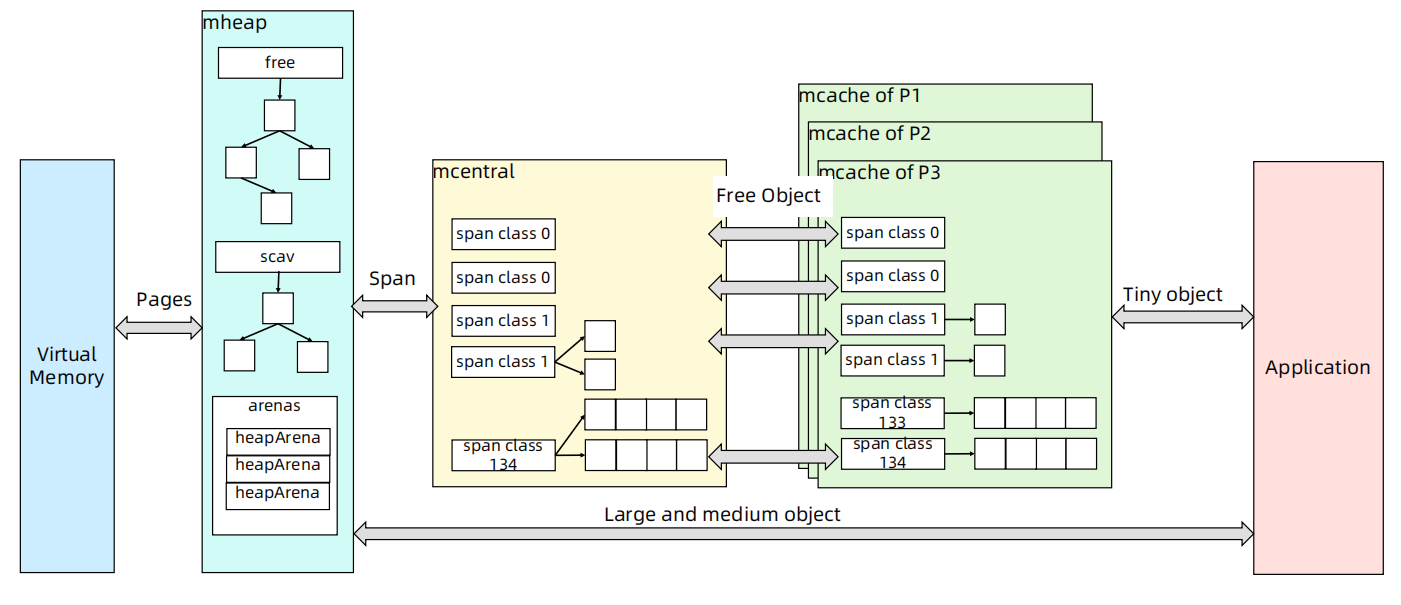 Virtual
Memory
Pages
mheap
free
scav
arenas
heapArena
heapArena
heapArena
Span
mcentral
span class 0
span class 0
span class 1
span class 1
span class
134
Free Object
mcache of P1
mcache of P2
mcache of P3
span class 0
span class 0
span class 1
span class 1
span class
133
span class
134
Tiny object
Large and medium object
Application